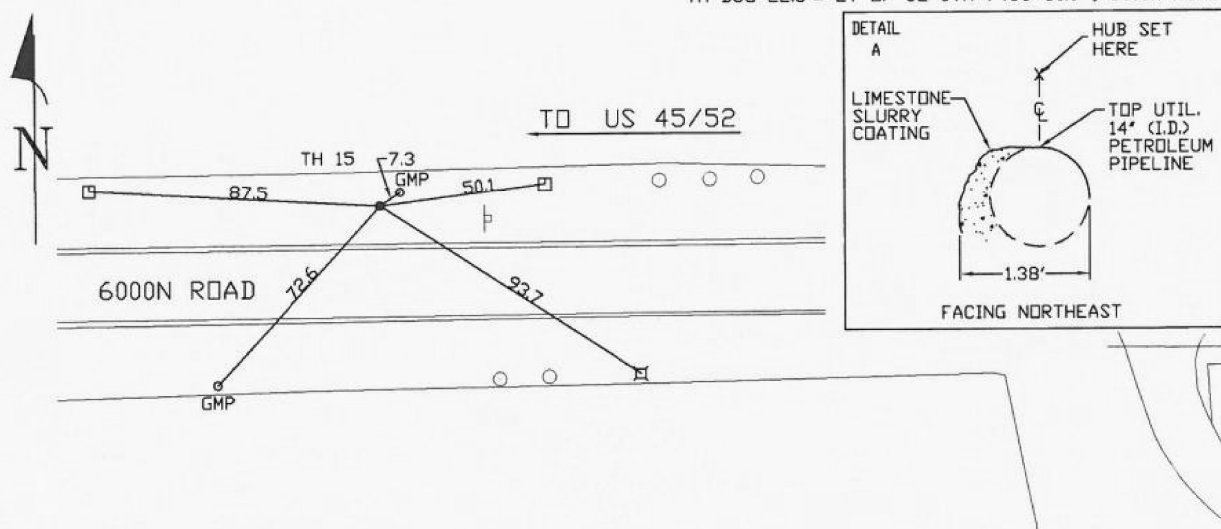 N
TO US 45/52
TH 15
7.3
GMP
87.5
50.1
72.6
93.7
6000N ROAD
GMP
DETAIL
A
HUB SET
HERE
LIMESTONE
SLURRY
COATING
℄
TOP UTIL.
14" (I.D.)
PETROLEUM
PIPELINE
1.38'
FACING NORTHEAST